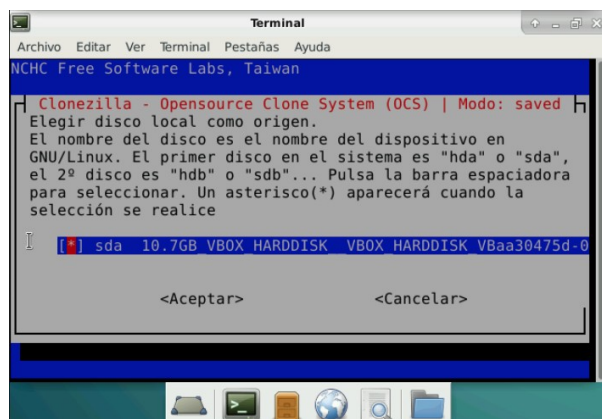 Terminal
Archivo Editar Ver Terminal Pestañas Ayuda
NCHC Free Software Labs, Taiwan
Clonezilla - Opensource Clone System (OCS) | Modo: saved
Elegir disco local como origen.
El nombre del disco es el nombre del dispositivo en
GNU/Linux. El primer disco en el sistema es "hda" o "sda",
el 2º disco es "hdb" o "sdb"... Pulsa la barra espaciadora
para seleccionar. Un asterisco(*) aparecerá cuando la
selección se realice
[*] sda 10.7GB_VBOX_HARDDISK__VBOX_HARDDISK_VBaa30475d-0
<Aceptar> <Cancelar>